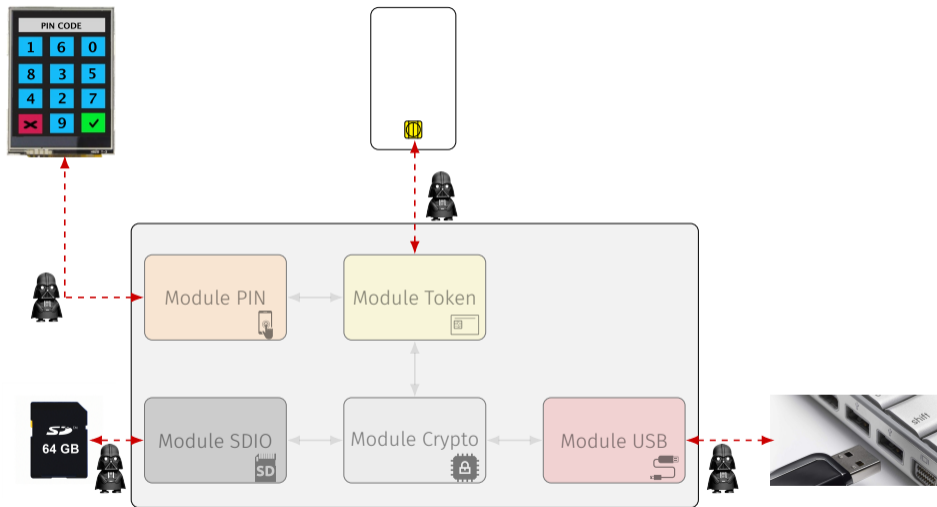 PIN CODE
1 6 0
8 3 5
4 2 7
9
Module PIN
Module Token
Module SDIO
SD
Module Crypto
Module USB
SD
64 GB
shift